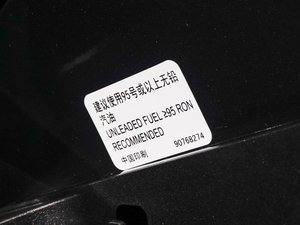 建议使用95号或以上无铅
汽油
UNLEADED FUEL ≥95 RON
RECOMMENDED
中国印刷 90768274